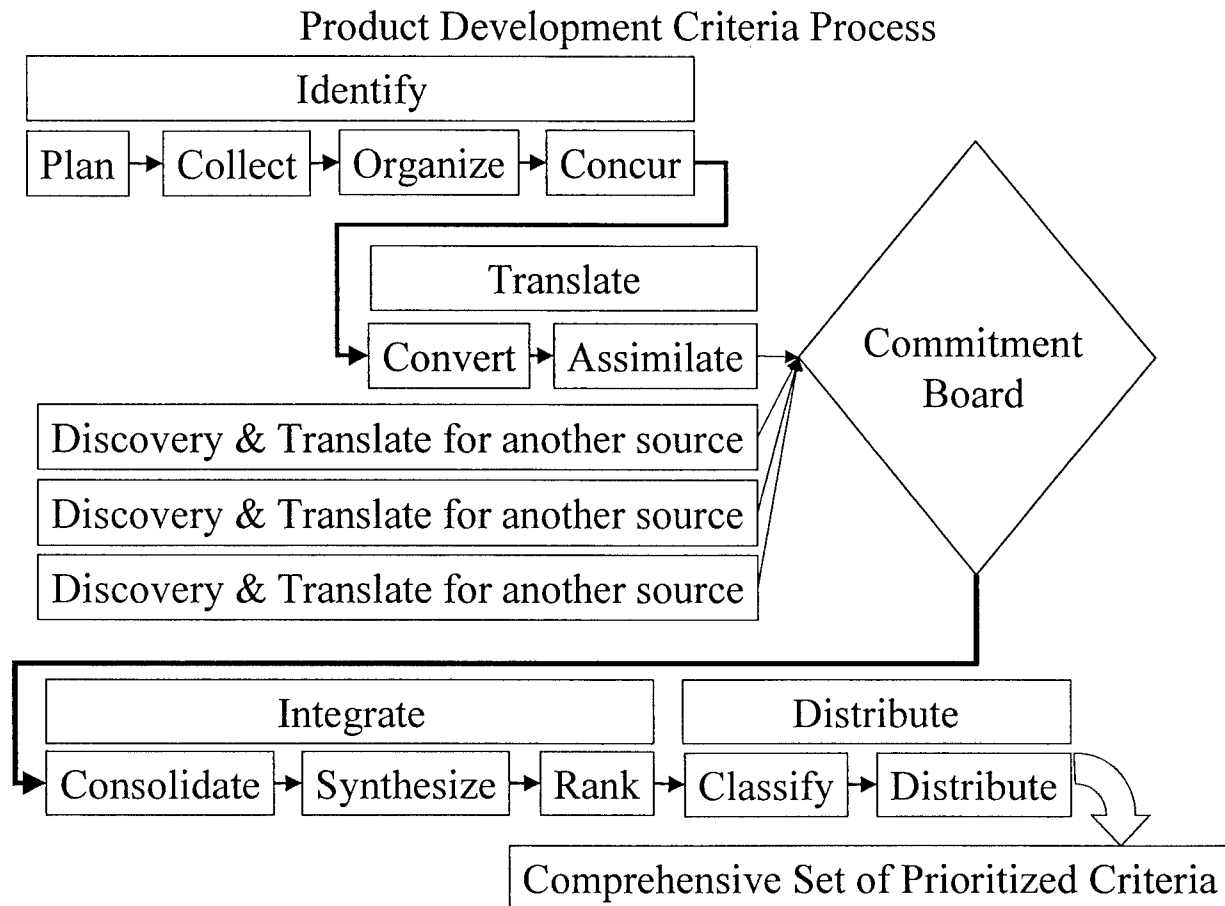 Product Development Criteria Process
Identify
Plan
Collect
Organize
Concur
Translate
Convert
Assimilate
Commitment
Board
Discovery & Translate for another source
Discovery & Translate for another source
Discovery & Translate for another source
Integrate
Distribute
Consolidate
Synthesize
Rank
Classify
Distribute
Comprehensive Set of Prioritized Criteria